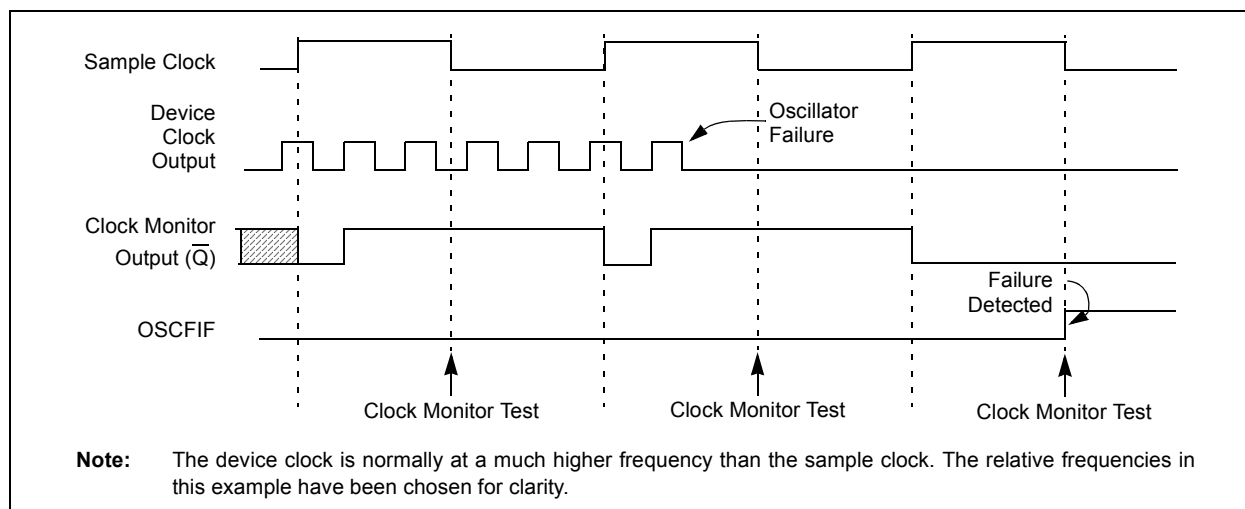 Sample Clock
Device
Clock
Output
Oscillator
Failure
Clock Monitor
Output (Q̅)
Failure
Detected
OSCFIF
Clock Monitor Test
Clock Monitor Test
Clock Monitor Test
Note: The device clock is normally at a much higher frequency than the sample clock. The relative frequencies in
this example have been chosen for clarity.